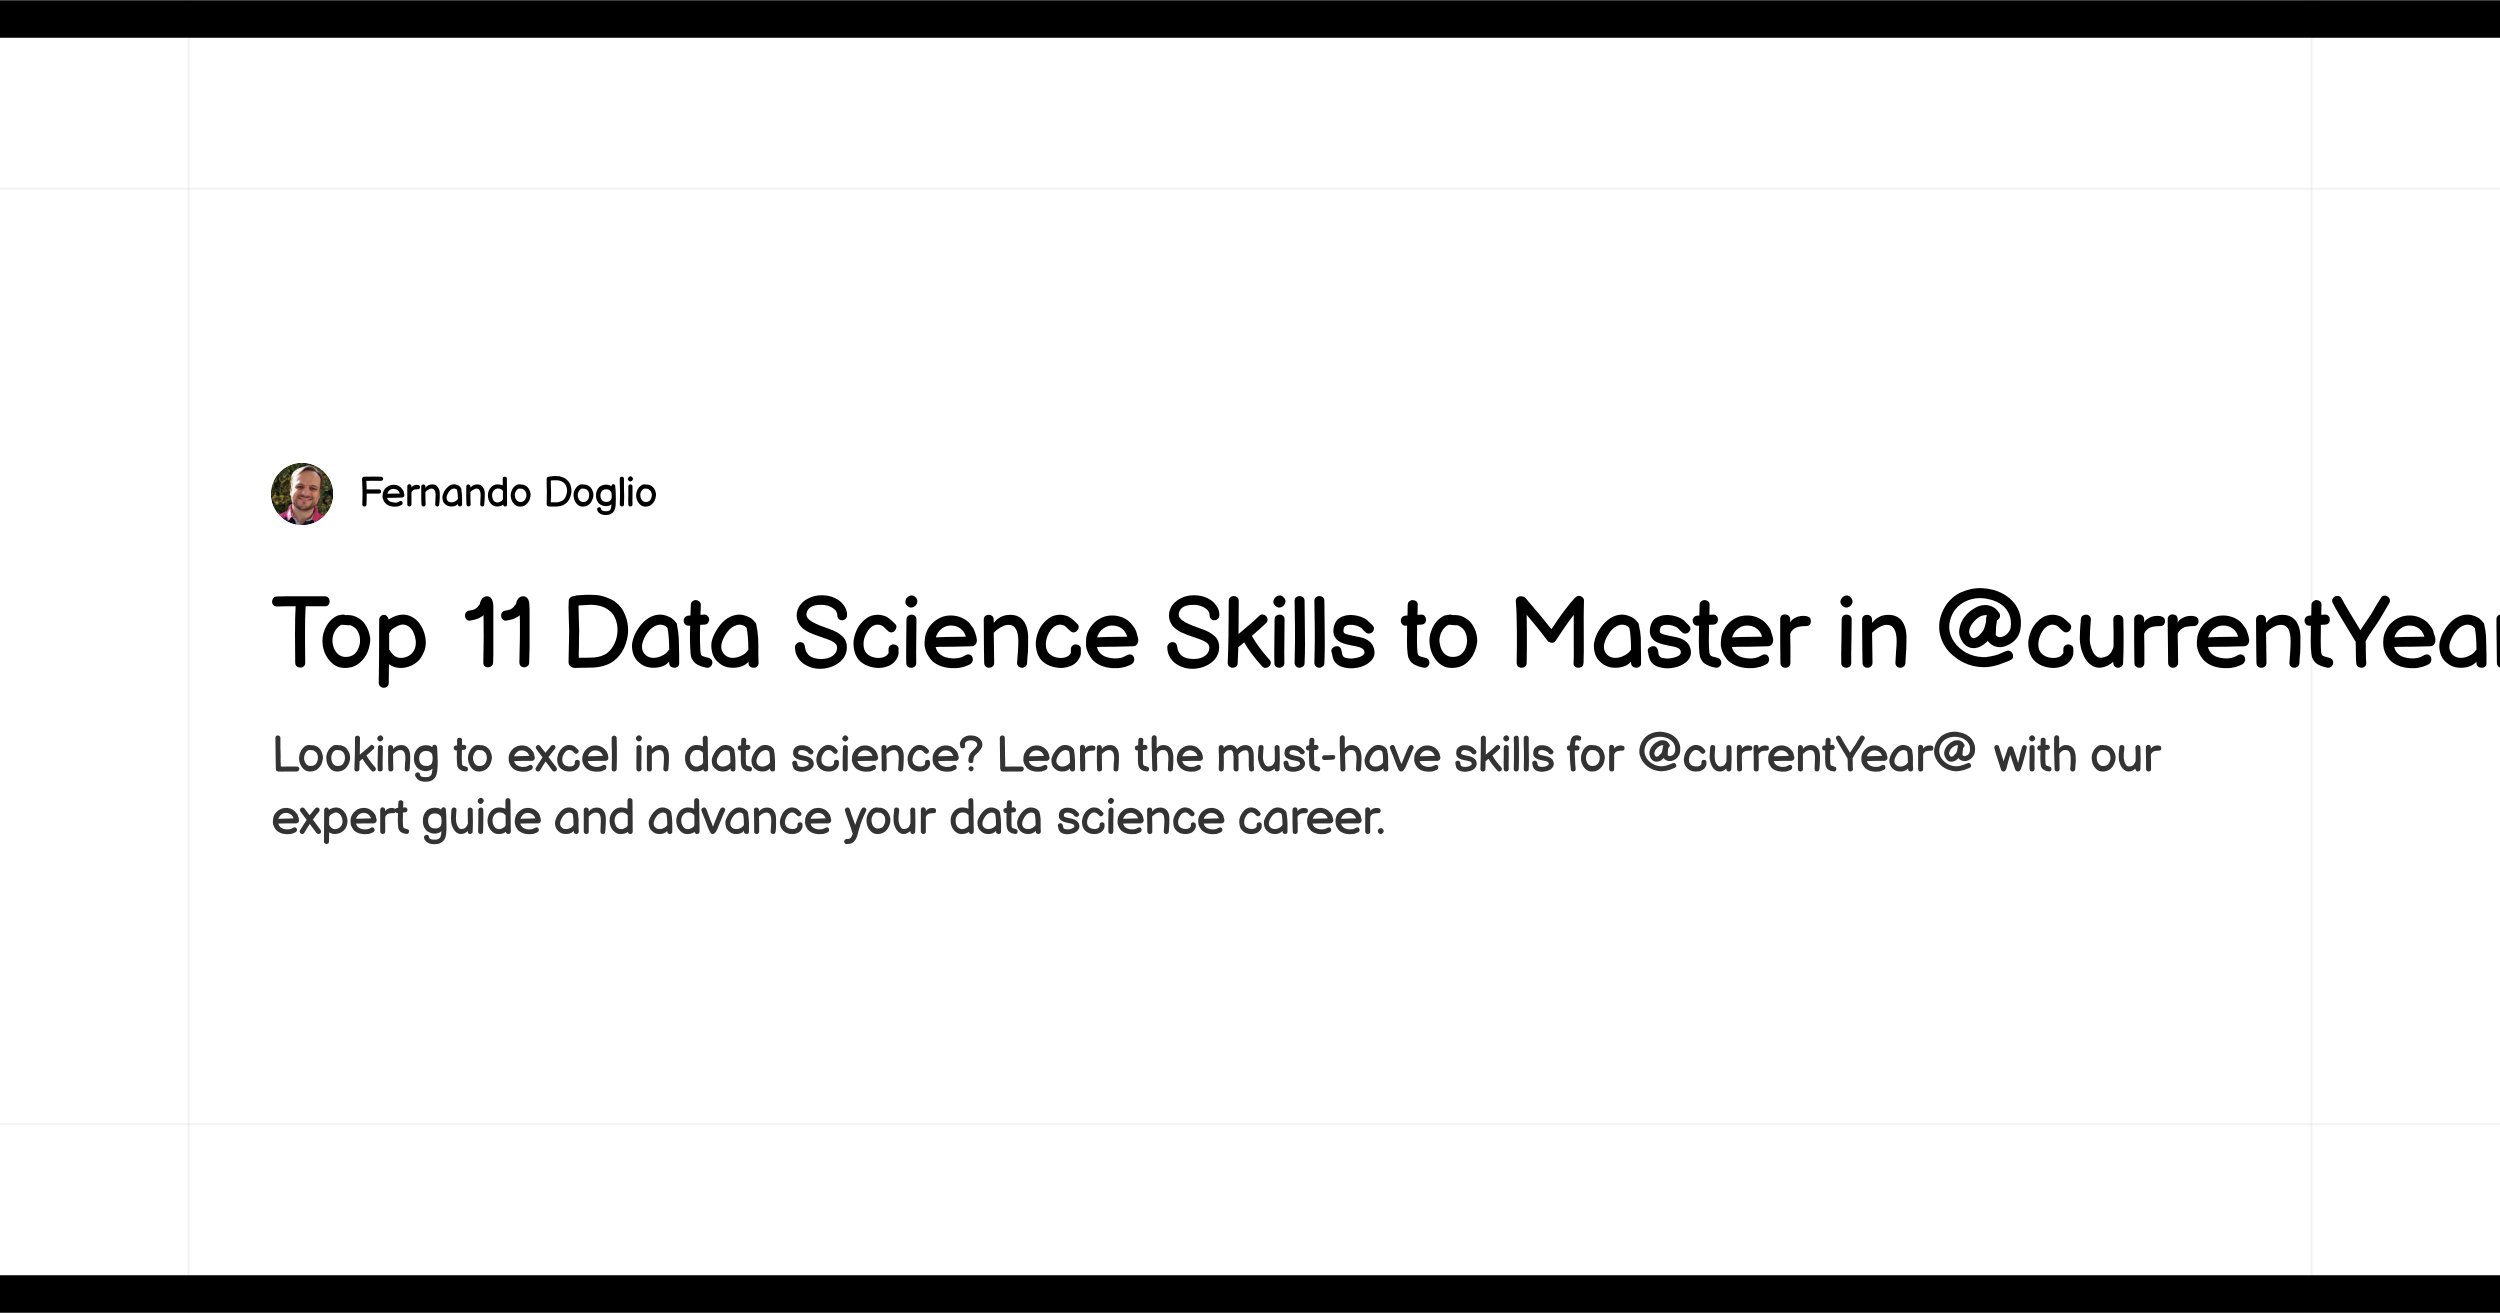 Fernando Doglio
Top 11 Data Science Skills to Master in @currentYea
Looking to excel in data science? Learn the must-have skills for @currentYear@ with our
expert guide and advance your data science career.